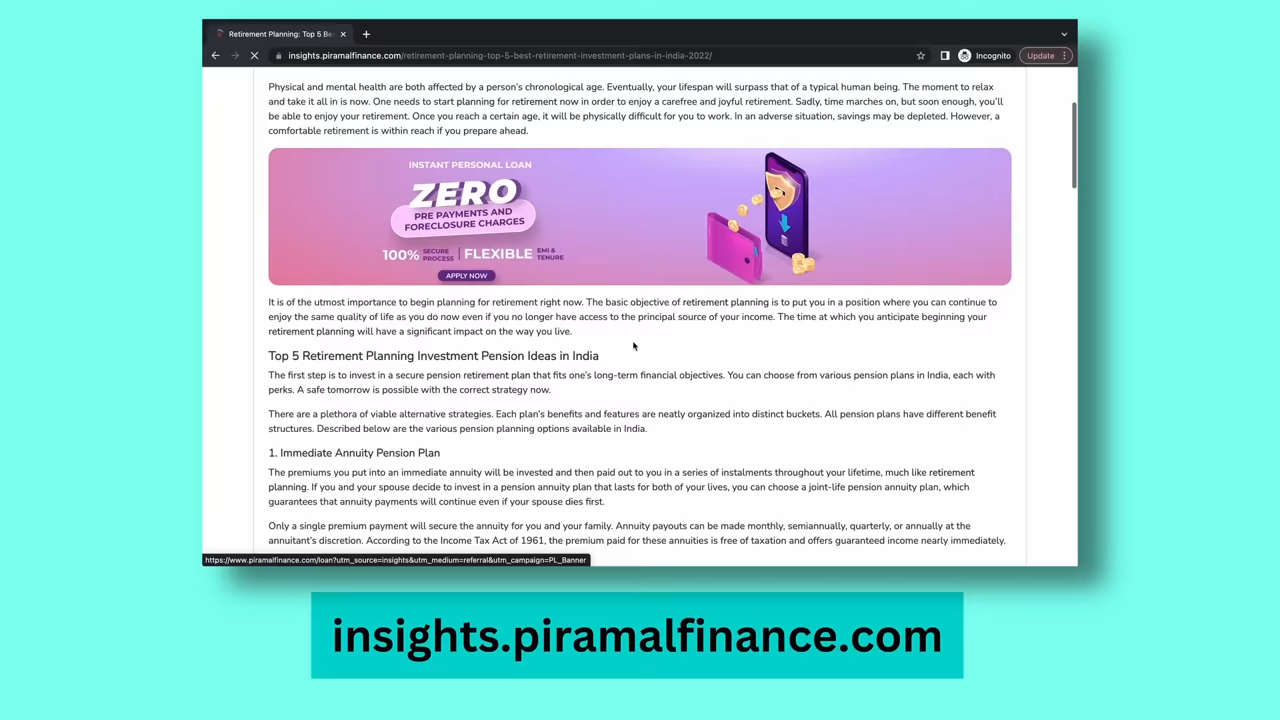 Retirement Planning: Top 5 Be
insights.piramalfinance.com/retirement-planning-top-5-best-retirement-investment-plans-in-india-2022/
Incognito
Update
Physical and mental health are both affected by a person's chronological age. Eventually, your lifespan will surpass that of a typical human being. The moment to relax
and take it all in is now. One needs to start planning for retirement now in order to enjoy a carefree and joyful retirement. Sadly, time marches on, but soon enough, you'll
be able to enjoy your retirement. Once you reach a certain age, it will be physically difficult for you to work. In an adverse situation, savings may be depleted. However, a
comfortable retirement is within reach if you prepare ahead.
INSTANT PERSONAL LOAN
ZERO
PRE PAYMENTS AND
FORECLOSURE CHARGES
100% SECURE PROCESS | FLEXIBLE EMI & TENURE
APPLY NOW
It is of the utmost importance to begin planning for retirement right now. The basic objective of retirement planning is to put you in a position where you can continue to
enjoy the same quality of life as you do now even if you no longer have access to the principal source of your income. The time at which you anticipate beginning your
retirement planning will have a significant impact on the way you live.
Top 5 Retirement Planning Investment Pension Ideas in India
The first step is to invest in a secure pension retirement plan that fits one's long-term financial objectives. You can choose from various pension plans in India, each with
perks. A safe tomorrow is possible with the correct strategy now.
There are a plethora of viable alternative strategies. Each plan's benefits and features are neatly organized into distinct buckets. All pension plans have different benefit
structures. Described below are the various pension planning options available in India.
1. Immediate Annuity Pension Plan
The premiums you put into an immediate annuity will be invested and then paid out to you in a series of instalments throughout your lifetime, much like retirement
planning. If you and your spouse decide to invest in a pension annuity plan that lasts for both of your lives, you can choose a joint-life pension annuity plan, which
guarantees that annuity payments will continue even if your spouse dies first.
Only a single premium payment will secure the annuity for you and your family. Annuity payouts can be made monthly, semiannually, quarterly, or annually at the
annuitant's discretion. According to the Income Tax Act of 1961, the premium paid for these annuities is free of taxation and offers guaranteed income nearly immediately.
https://www.piramalfinance.com/loan?utm_source=insights&utm_medium=referral&utm_campaign=PL_Banner
insights.piramalfinance.com